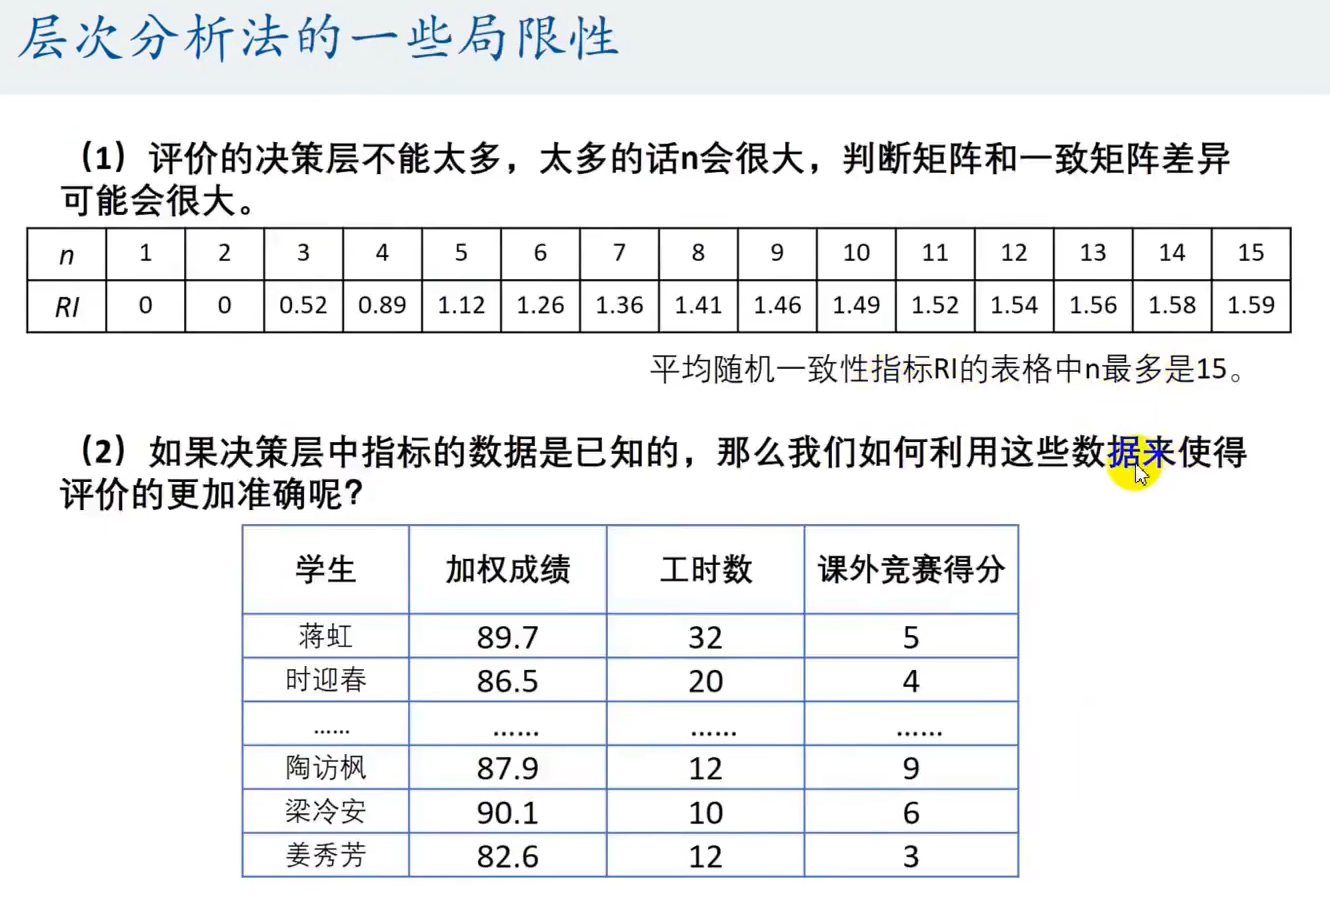 层次分析法的一些局限性
（1）评价的决策层不能太多，太多的话n会很大，判断矩阵和一致矩阵差异
可能会很大。
n 1 2 3 4 5 6 7 8 9 10 11 12 13 14 15
RI 0 0 0.52 0.89 1.12 1.26 1.36 1.41 1.46 1.49 1.52 1.54 1.56 1.58 1.59
平均随机一致性指标RI的表格中n最多是15。
（2）如果决策层中指标的数据是已知的，那么我们如何利用这些数据来使得
评价的更加准确呢？
学生 加权成绩 工时数 课外竞赛得分
蒋虹 89.7 32 5
时迎春 86.5 20 4
…… …… …… ……
陶访枫 87.9 12 9
梁冷安 90.1 10 6
姜秀芳 82.6 12 3